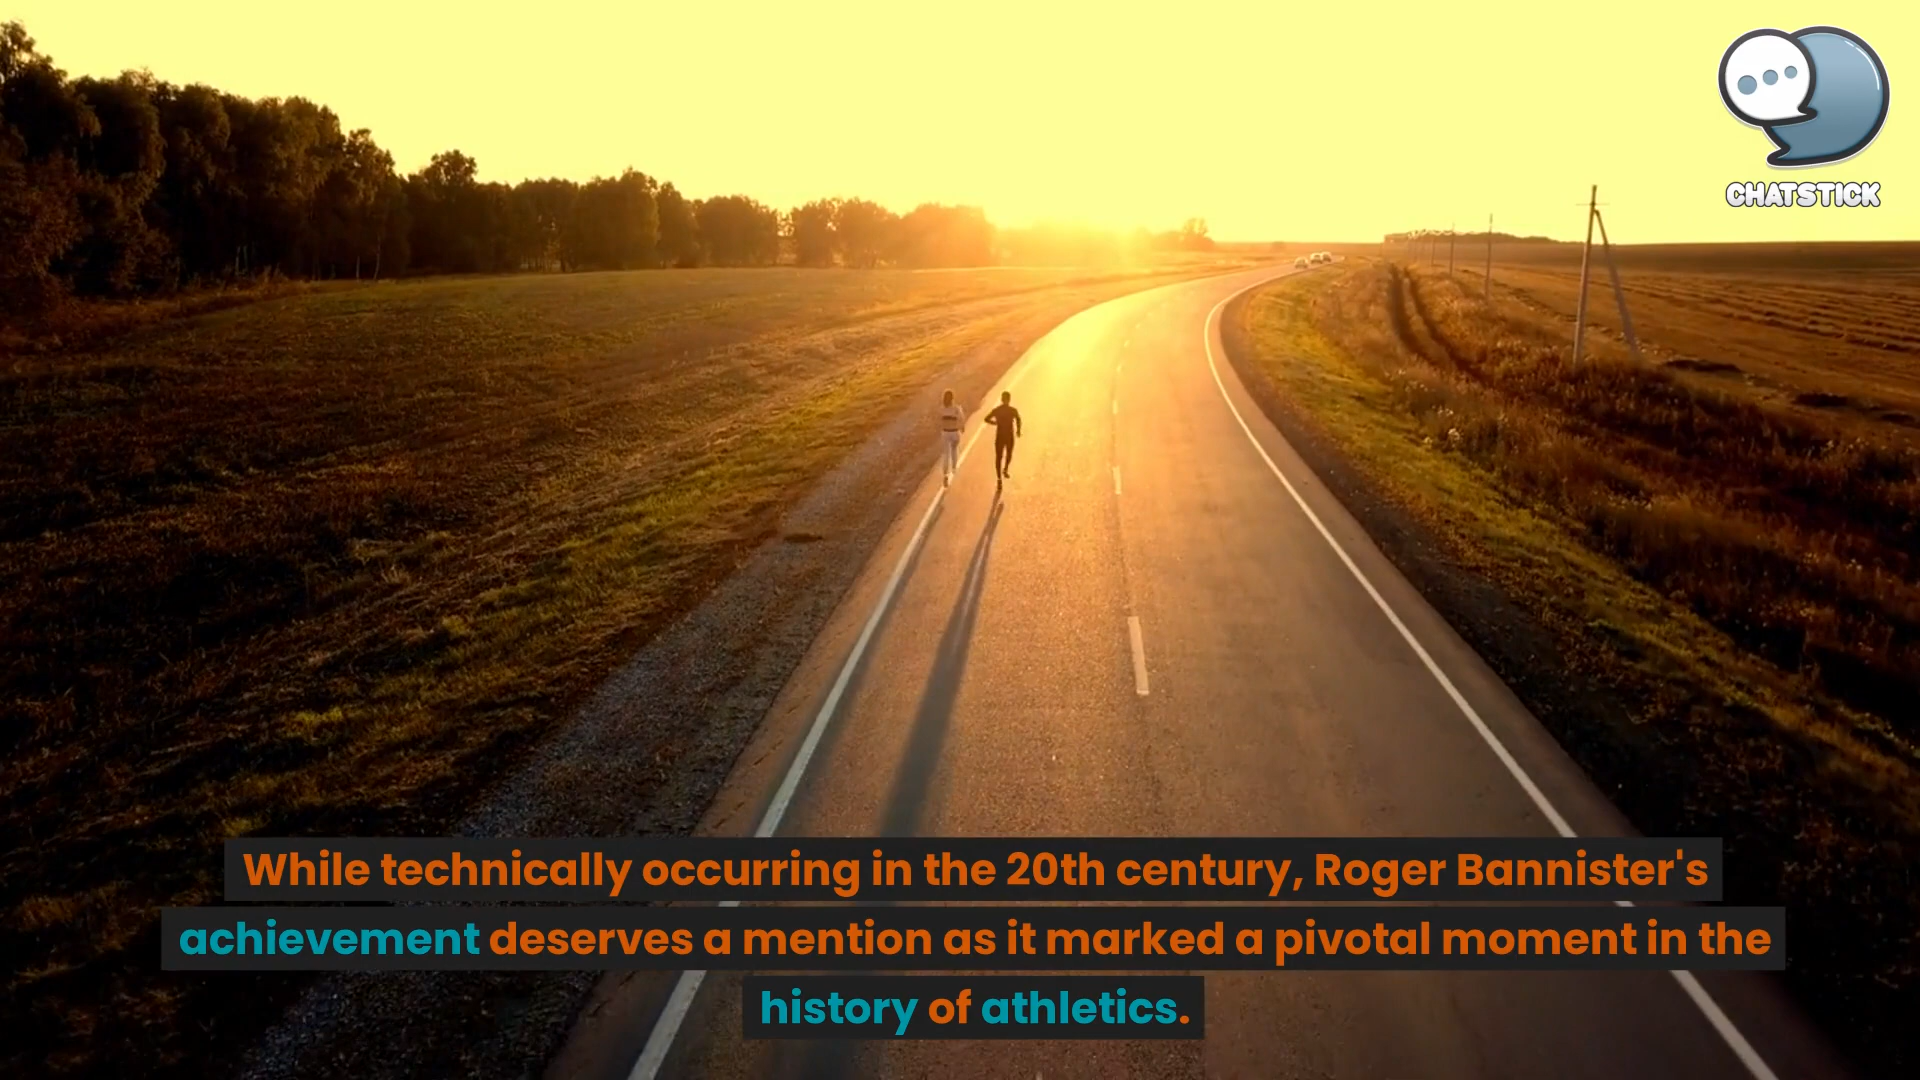 CHATSTICK
While technically occurring in the 20th century, Roger Bannister's
achievement deserves a mention as it marked a pivotal moment in the
history of athletics.